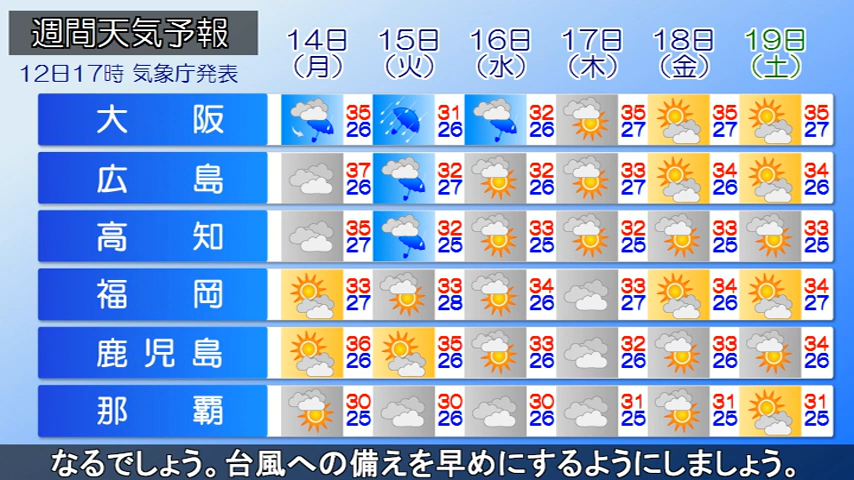 週間天気予報
12日17時 気象庁発表
14日 15日 16日 17日 18日 19日
(月) (火) (水) (木) (金) (土)
大阪 35 26 31 26 32 26 35 27 35 27 35 27
広島 37 26 32 27 32 26 33 27 34 26 34 26
高知 35 27 32 25 33 25 32 25 33 25 33 25
福岡 33 27 33 28 34 26 33 27 34 26 34 27
鹿児島 36 26 35 26 33 26 32 26 33 26 34 26
那覇 30 25 30 26 30 26 31 25 31 25 31 25
なるでしょう。台風への備えを早めにするようにしましょう。